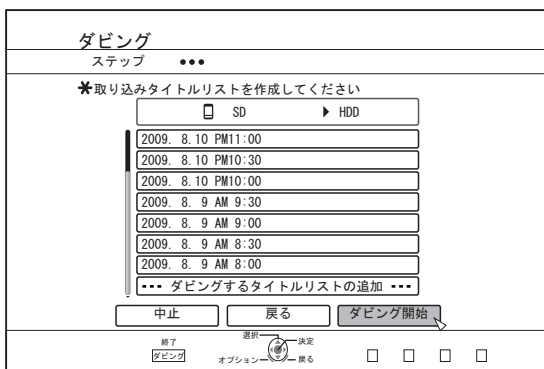 ダビング
ステップ •••
*取り込みタイトルリストを作成してください
SD ▶ HDD
2009. 8.10 PM11:00
2009. 8.10 PM10:30
2009. 8.10 PM10:00
2009. 8. 9 AM 9:30
2009. 8. 9 AM 9:00
2009. 8. 9 AM 8:30
2009. 8. 9 AM 8:00
--- ダビングするタイトルリストの追加 ---
中止 戻る ダビング開始
終了 選択 決定
ダビング オプション 戻る